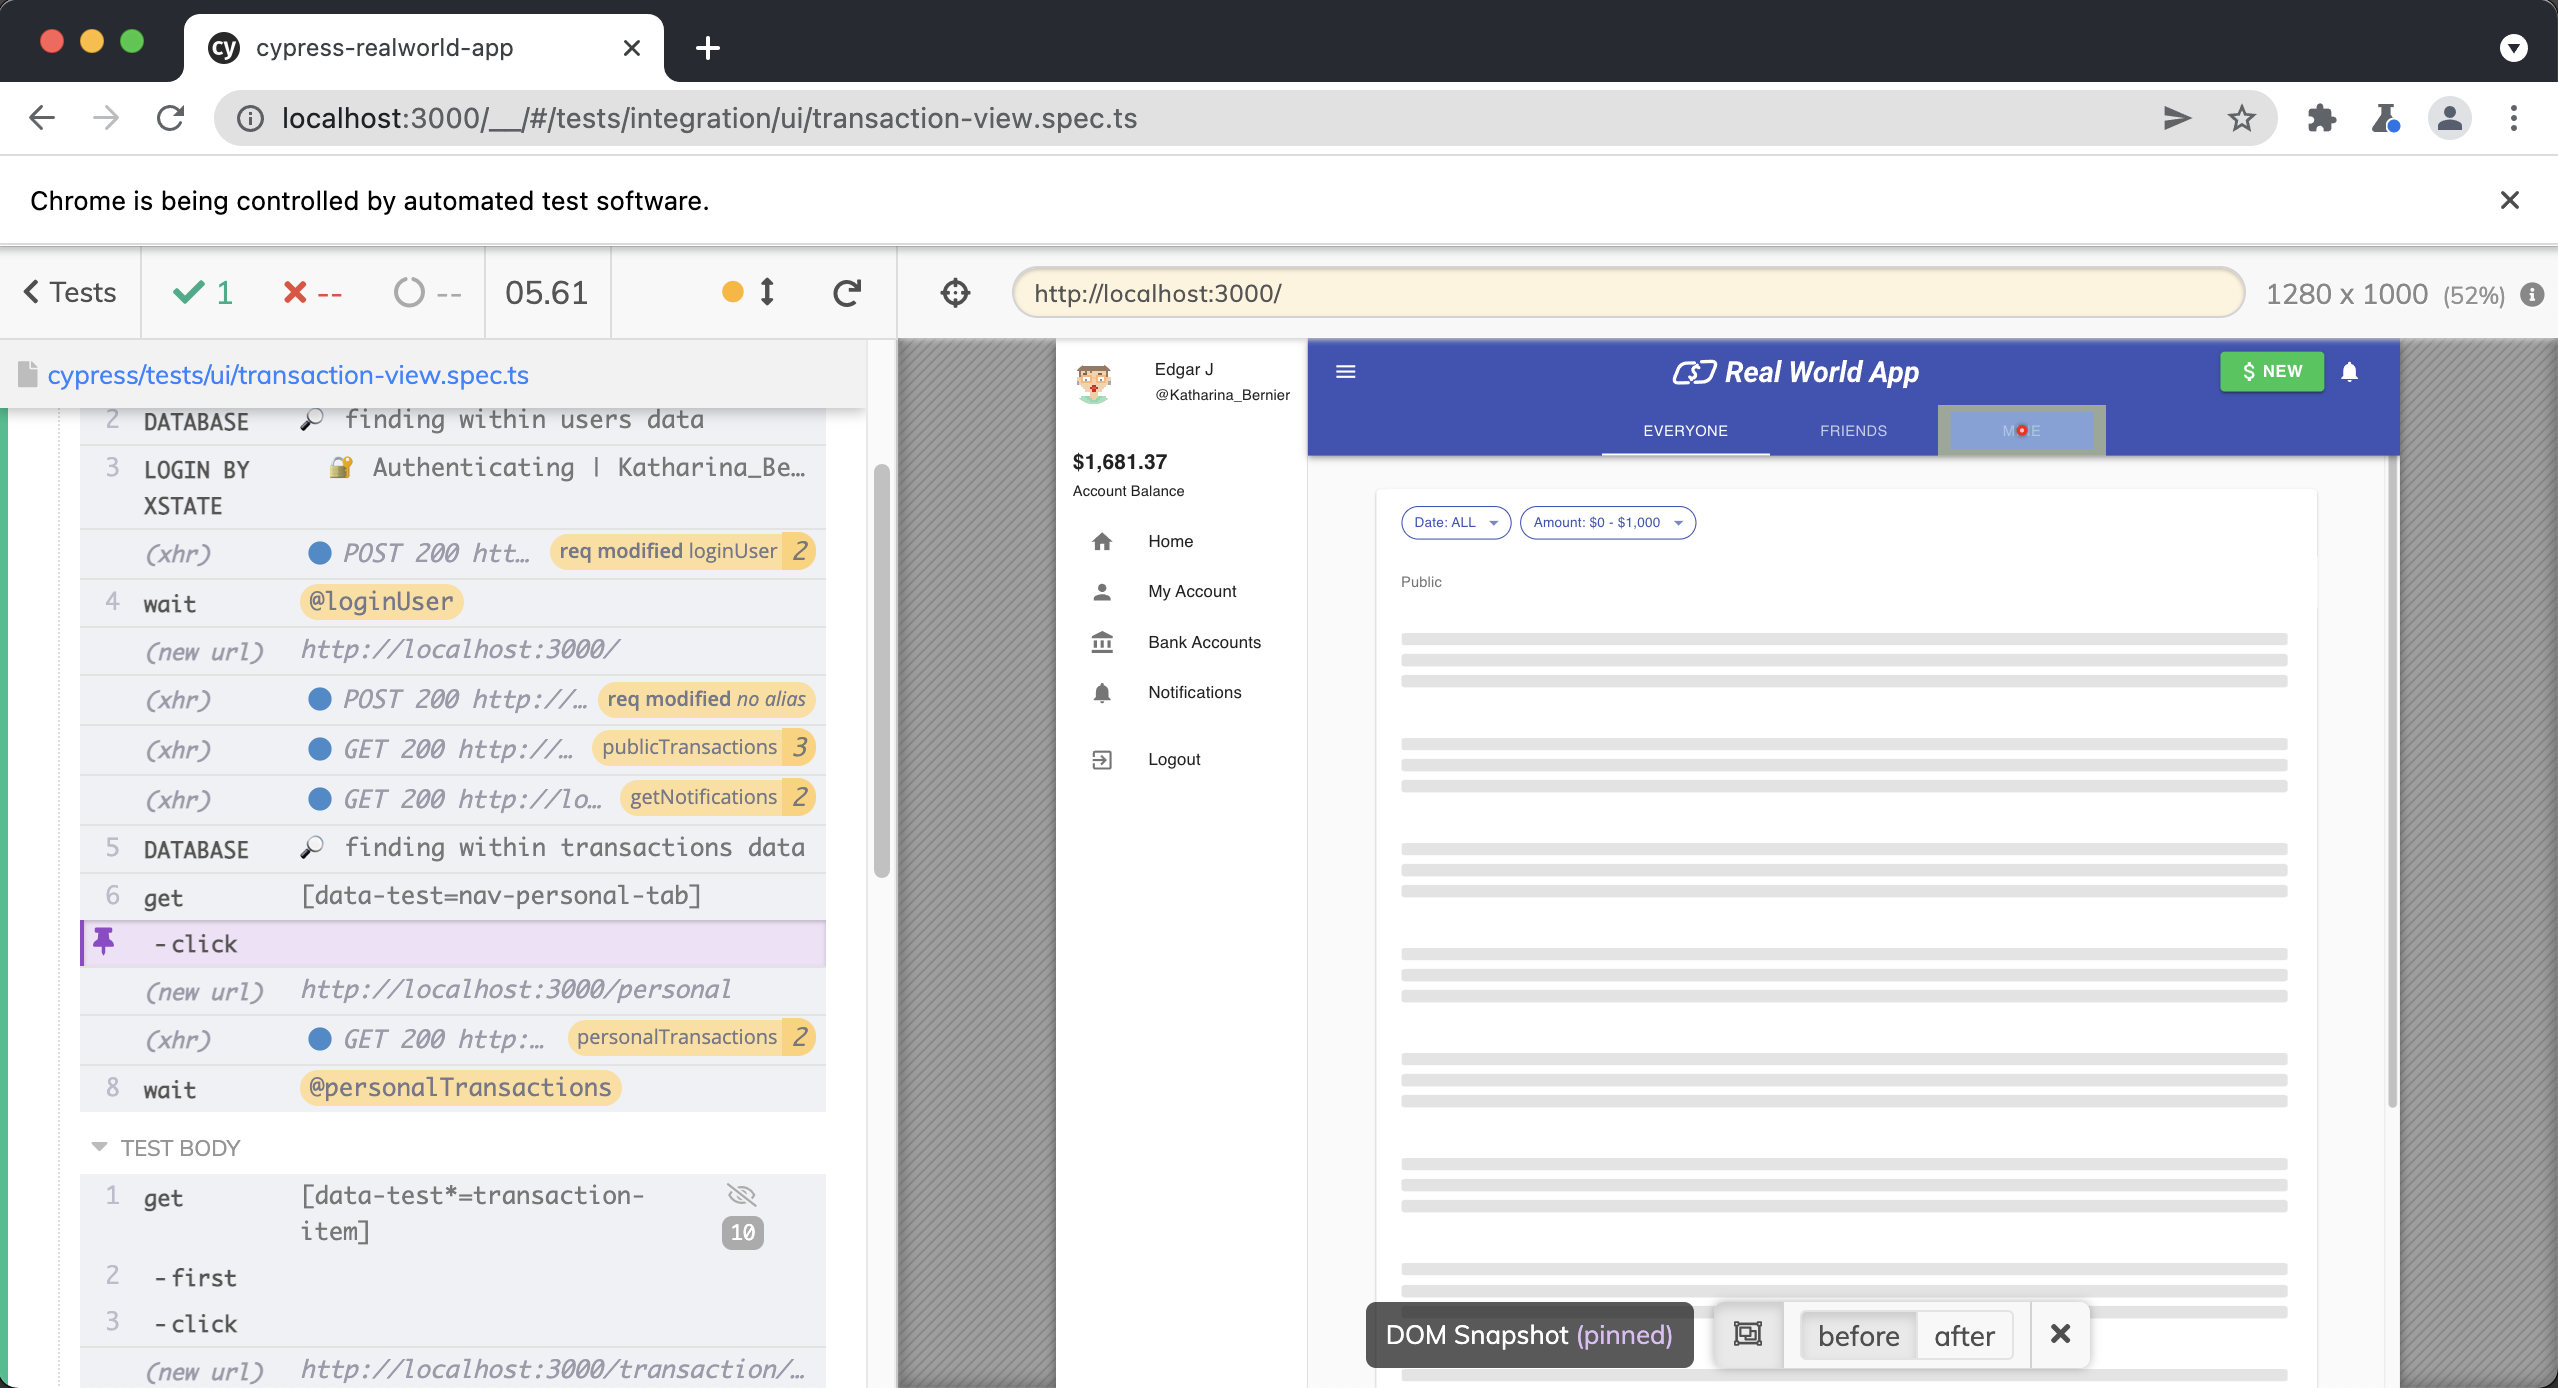 cy cypress-realworld-app
localhost:3000/__/#/tests/integration/ui/transaction-view.spec.ts
Chrome is being controlled by automated test software.
Tests 1 -- -- 05.61
http://localhost:3000/ 1280 x 1000 (52%)
cypress/tests/ui/transaction-view.spec.ts
2 DATABASE finding within users data
3 LOGIN BY XSTATE Authenticating | Katharina_Be…
(xhr) POST 200 htt… req modified loginUser 2
4 wait @loginUser
(new url) http://localhost:3000/
(xhr) POST 200 http://… req modified no alias
(xhr) GET 200 http://… publicTransactions 3
(xhr) GET 200 http://lo… getNotifications 2
5 DATABASE finding within transactions data
6 get [data-test=nav-personal-tab]
-click
(new url) http://localhost:3000/personal
(xhr) GET 200 http:… personalTransactions 2
8 wait @personalTransactions
TEST BODY
1 get [data-test*=transaction-
item] 10
2 -first
3 -click
(new url) http://localhost:3000/transaction/…
Edgar J
@Katharina_Bernier
$1,681.37
Account Balance
Home
My Account
Bank Accounts
Notifications
Logout
Real World App
$ NEW
EVERYONE FRIENDS
Date: ALL Amount: $0 - $1,000
Public
DOM Snapshot (pinned) before after